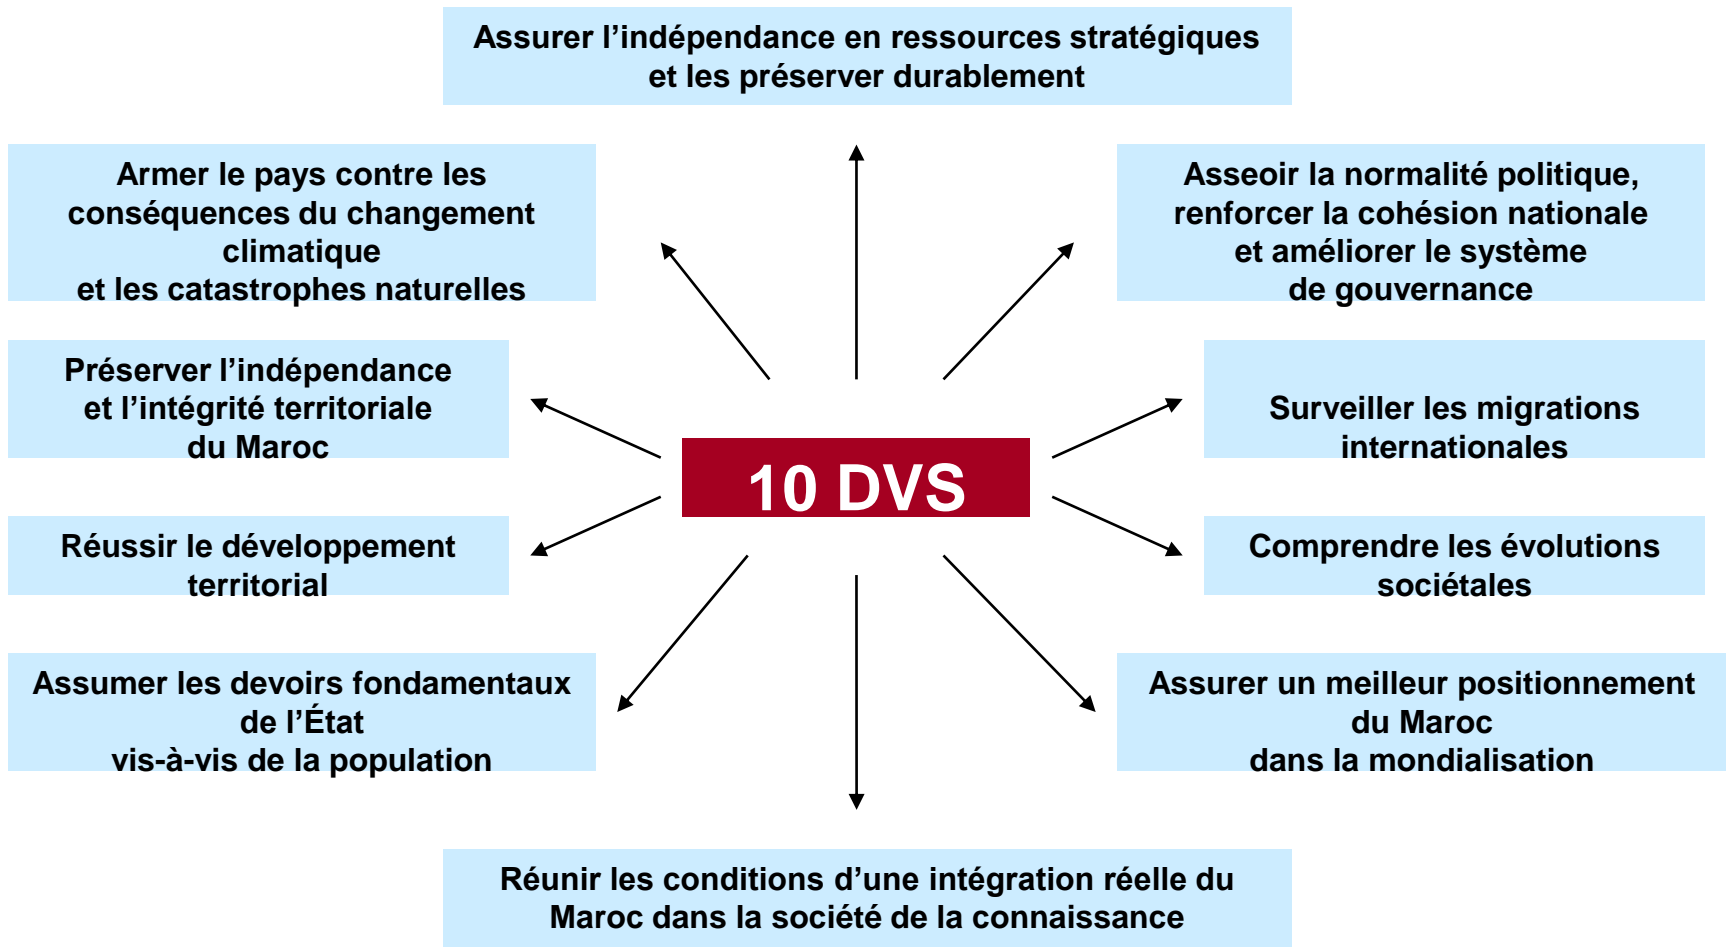 Assurer l’indépendance en ressources stratégiques
et les préserver durablement
Armer le pays contre les
conséquences du changement
climatique
et les catastrophes naturelles
Asseoir la normalité politique,
renforcer la cohésion nationale
et améliorer le système
de gouvernance
Préserver l’indépendance
et l’intégrité territoriale
du Maroc
Surveiller les migrations
internationales
10 DVS
Réussir le développement
territorial
Comprendre les évolutions
sociétales
Assumer les devoirs fondamentaux
de l’État
vis-à-vis de la population
Assurer un meilleur positionnement
du Maroc
dans la mondialisation
Réunir les conditions d’une intégration réelle du
Maroc dans la société de la connaissance